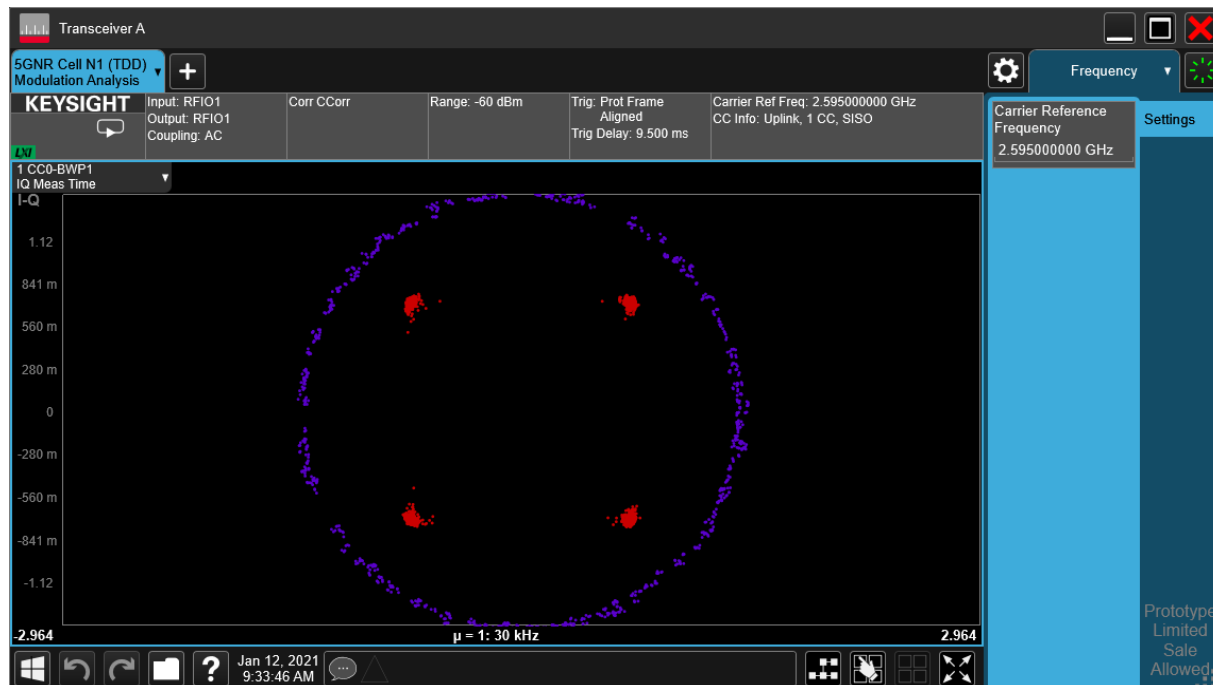 Transceiver A
5GNR Cell N1 (TDD)
Modulation Analysis
Frequency
KEYSIGHT
LXI
Input: RFIO1
Output: RFIO1
Coupling: AC
Corr CCorr
Range: -60 dBm
Trig: Prot Frame
Aligned
Trig Delay: 9.500 ms
Carrier Ref Freq: 2.595000000 GHz
CC Info: Uplink, 1 CC, SISO
Carrier Reference
Frequency
2.595000000 GHz
Settings
1 CC0-BWP1
IQ Meas Time
I-Q
1.12
841 m
560 m
280 m
0
-280 m
-560 m
-841 m
-1.12
-2.964
μ = 1: 30 kHz
2.964
Prototype
Limited
Sale
Allowed
?
Jan 12, 2021
9:33:46 AM